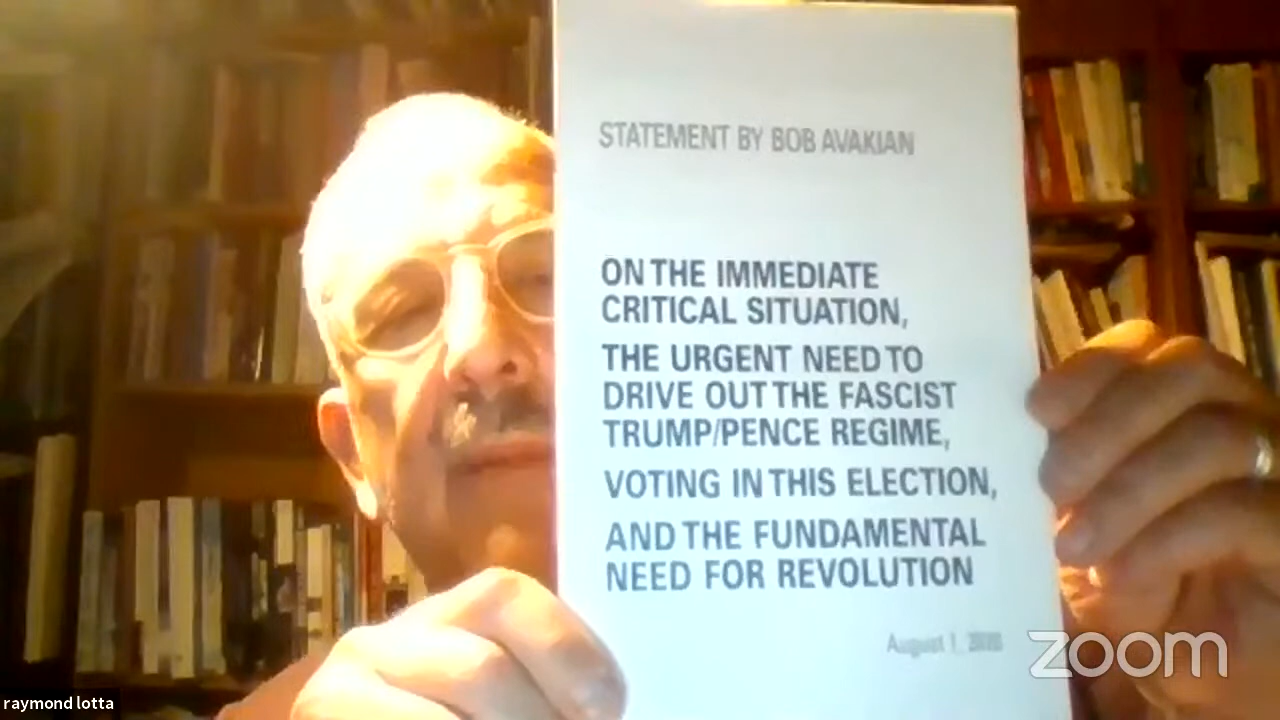 STATEMENT BY BOB AVAKIAN
ON THE IMMEDIATE
CRITICAL SITUATION,
THE URGENT NEED TO
DRIVE OUT THE FASCIST
TRUMP/PENCE REGIME,
VOTING IN THIS ELECTION,
AND THE FUNDAMENTAL
NEED FOR REVOLUTION
August 1,
zoom
raymond lotta